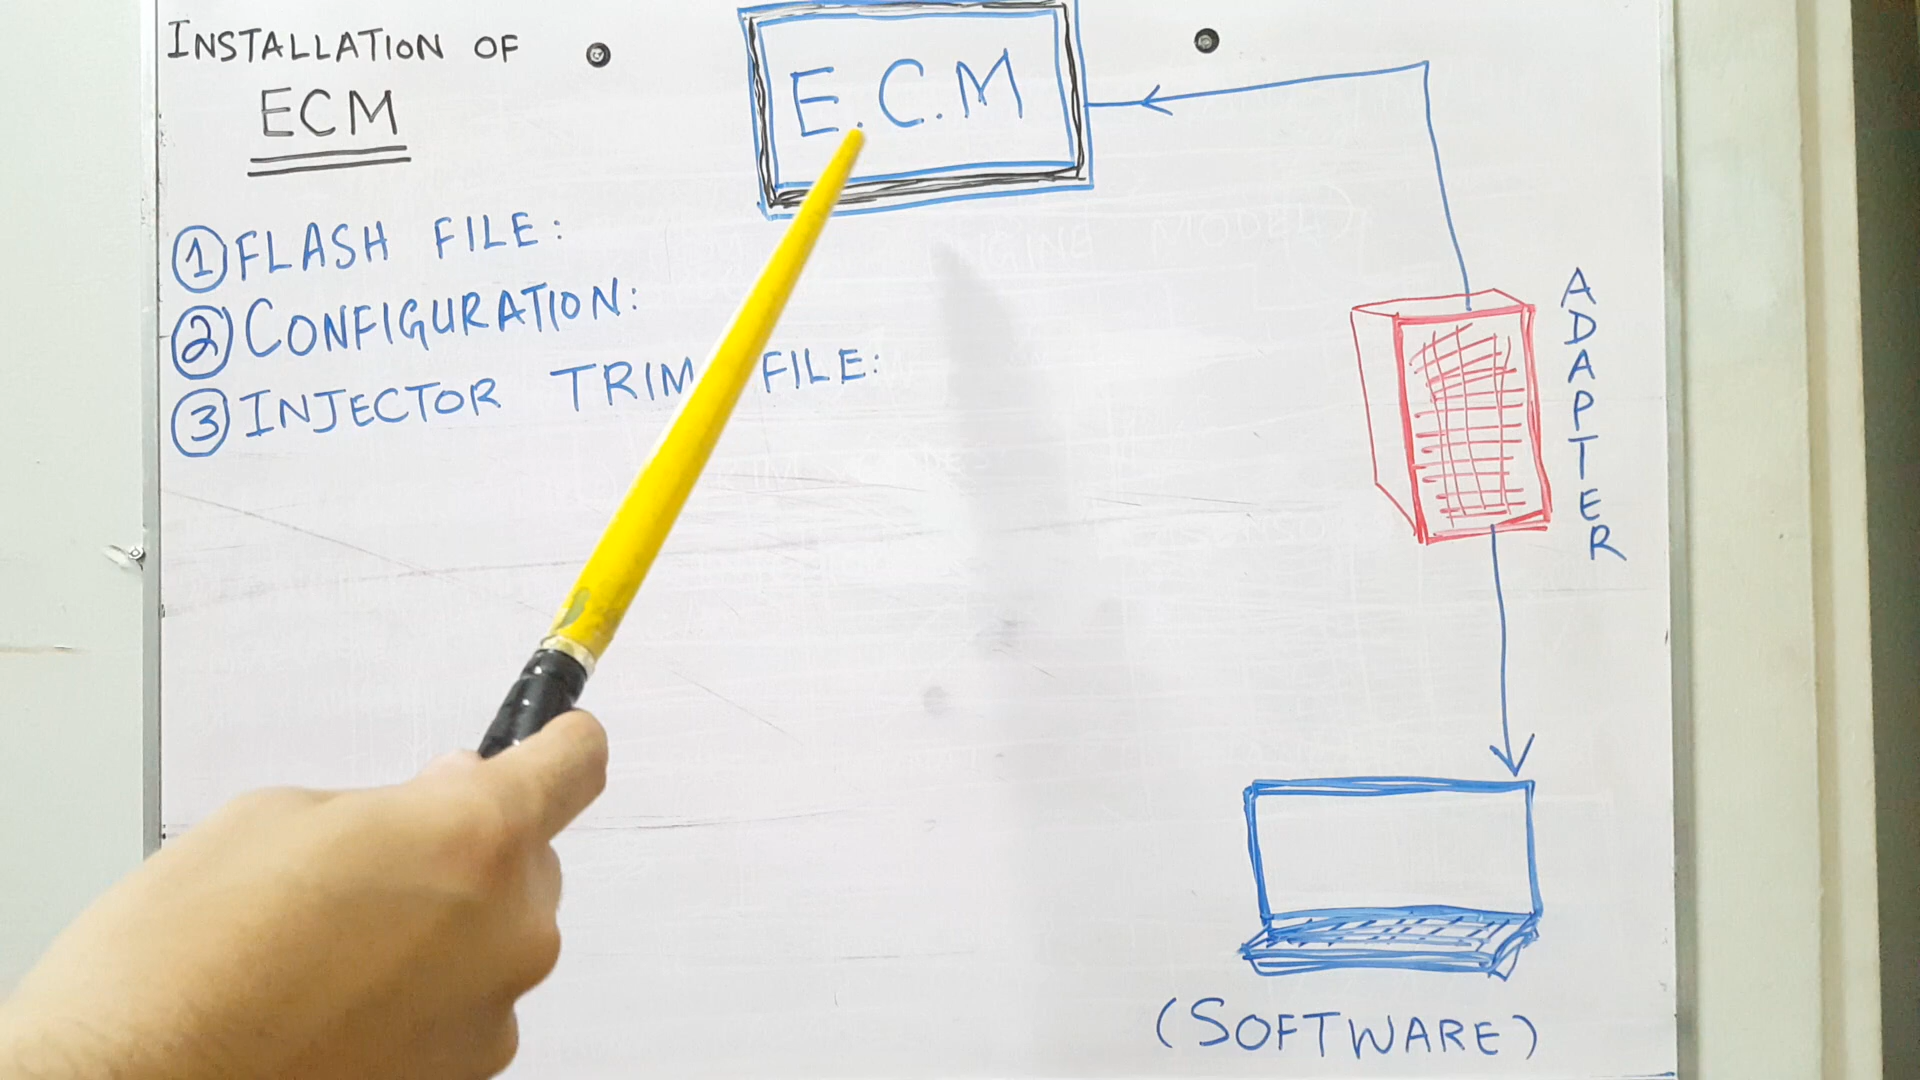 INSTALLATION OF
ECM
E.C.M
① FLASH FILE:
② CONFIGURATION:
③ INJECTOR TRIM FILE:
ADAPTER
(SOFTWARE)